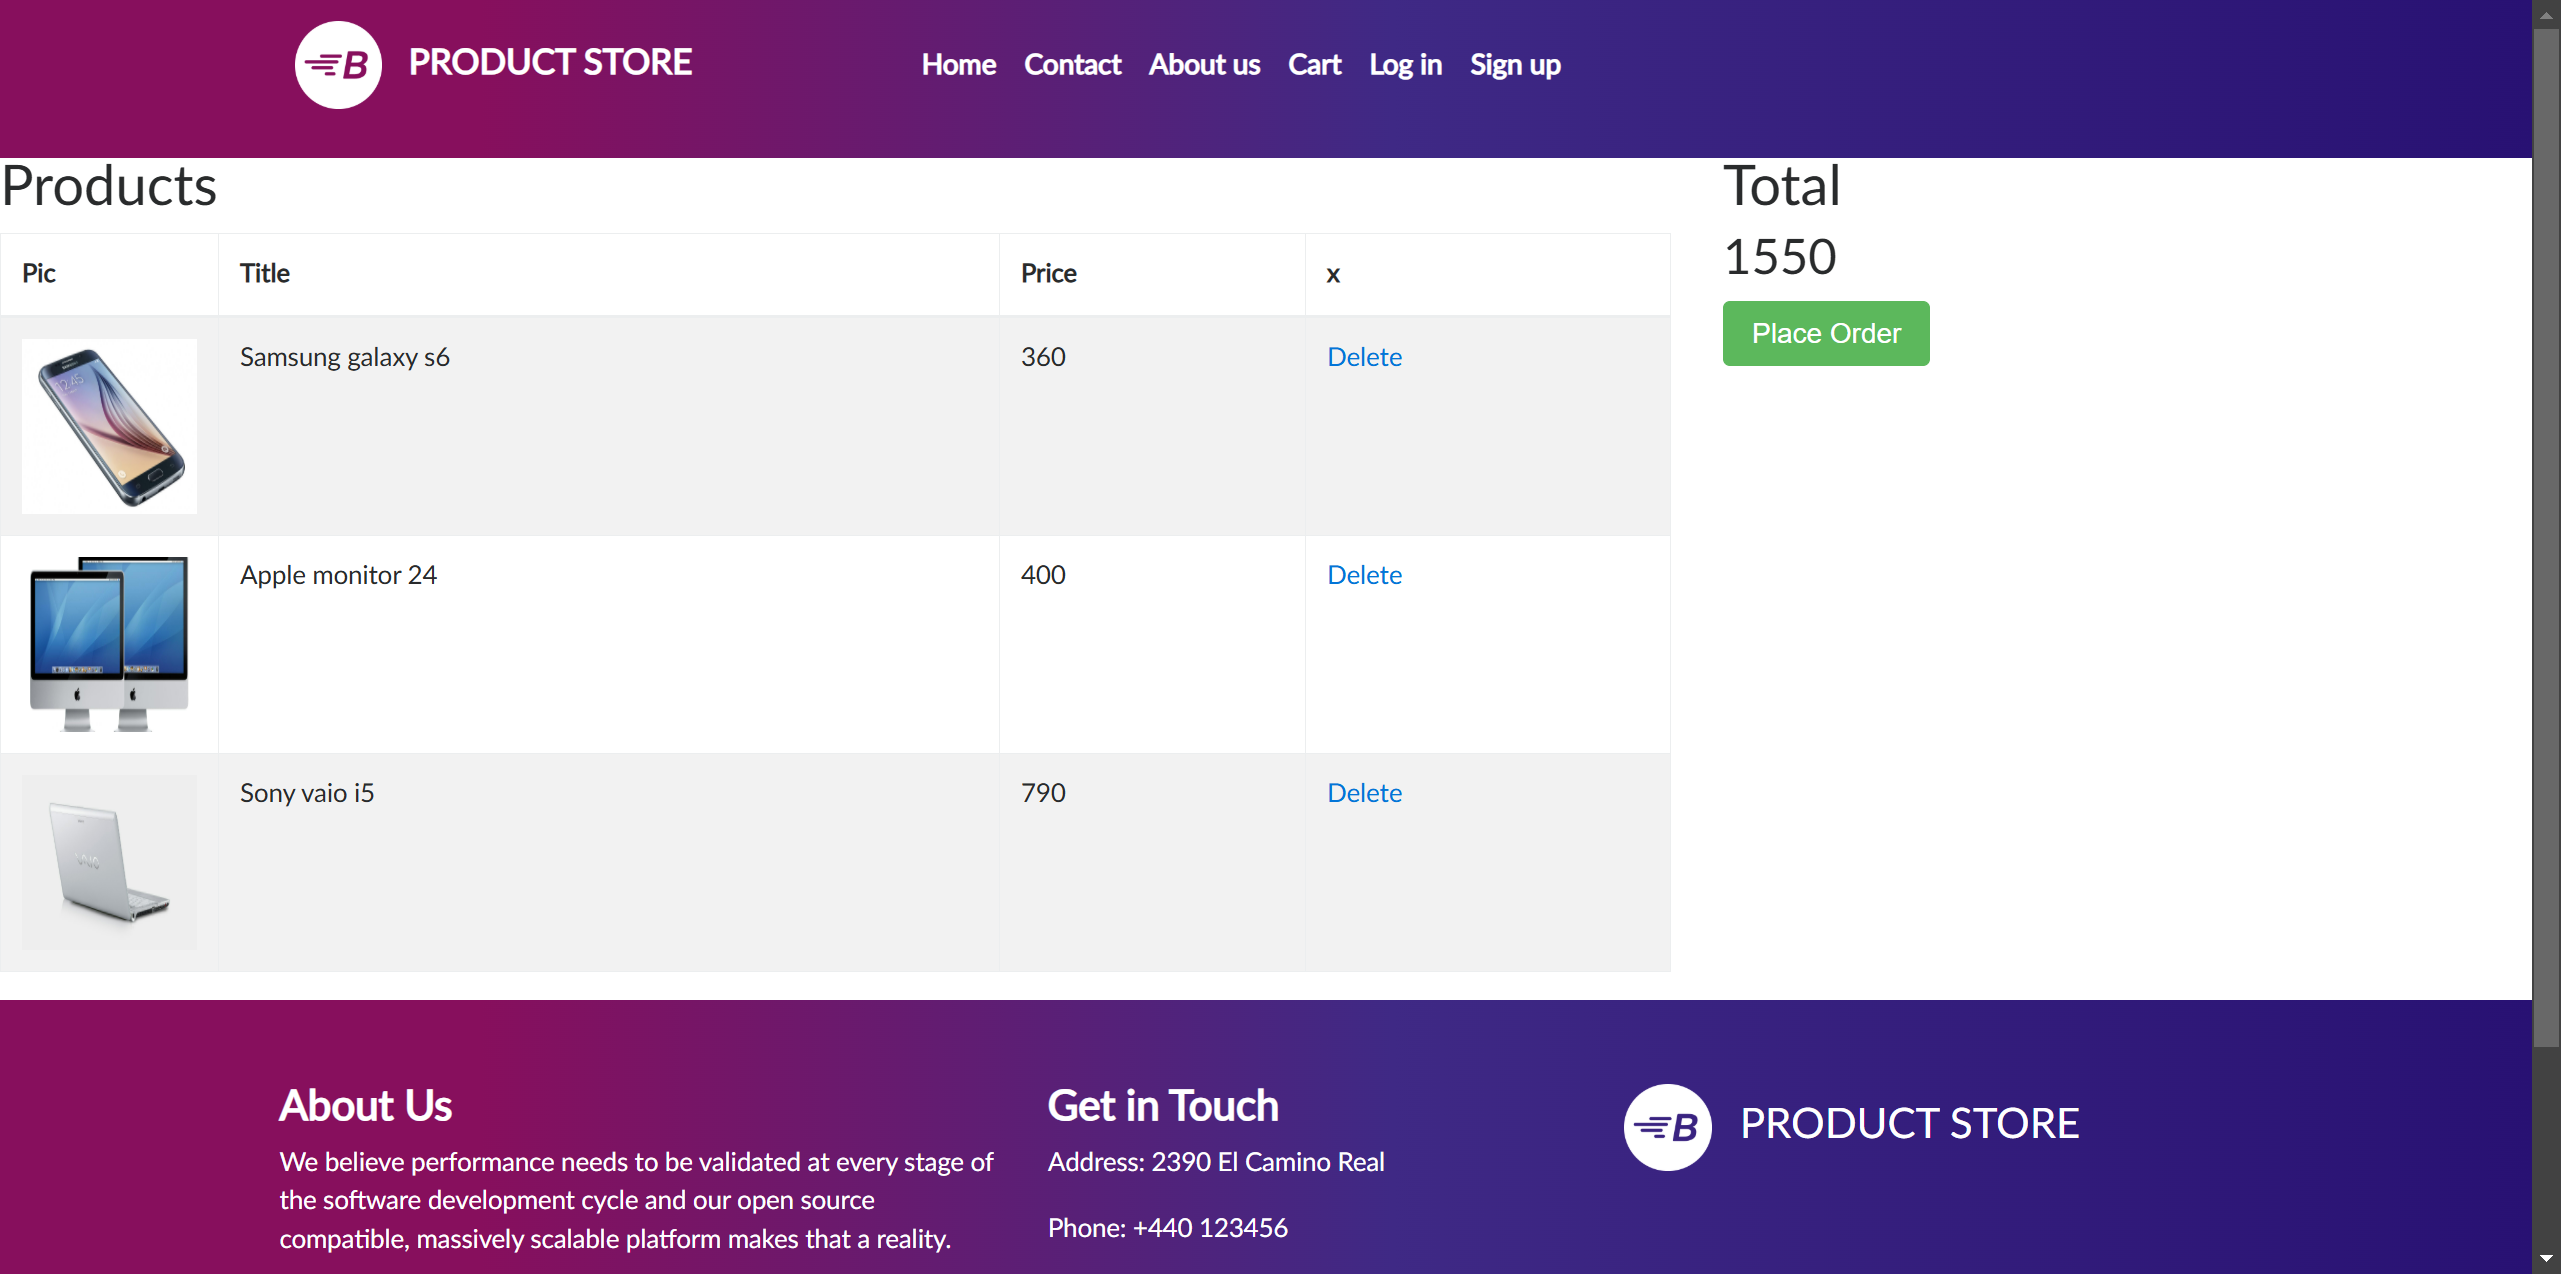 B PRODUCT STORE
Home Contact About us Cart Log in Sign up
Products
Total
1550
Place Order
Pic Title Price x
Samsung galaxy s6 360 Delete
12:45
Apple monitor 24 400 Delete
Sony vaio i5 790 Delete
VAIO
About Us
We believe performance needs to be validated at every stage of
the software development cycle and our open source
compatible, massively scalable platform makes that a reality.
Get in Touch
Address: 2390 El Camino Real
Phone: +440 123456
B PRODUCT STORE